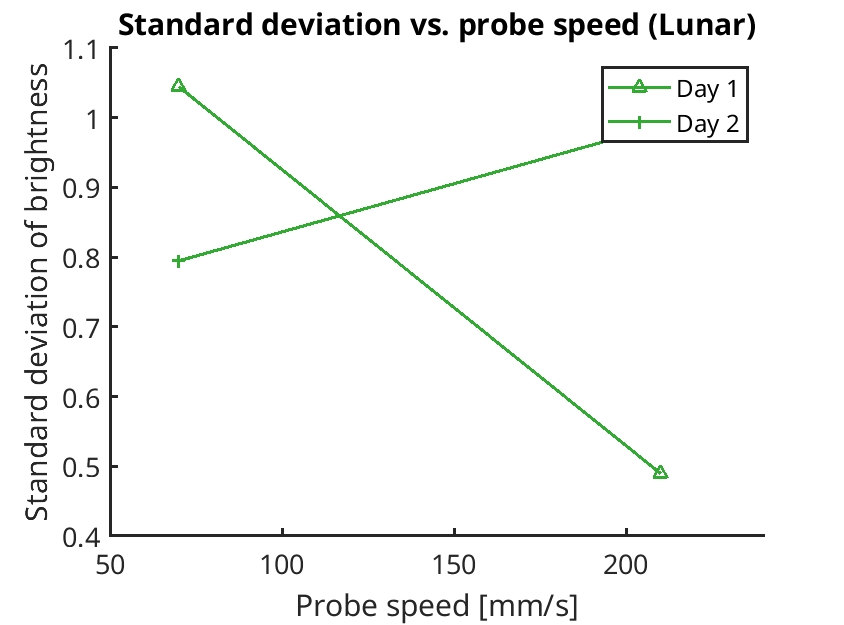 Standard deviation vs. probe speed (Lunar)
1.1
1
0.9
0.8
0.7
0.6
0.5
0.4
Standard deviation of brightness
Day 1
Day 2
50
100
150
200
Probe speed [mm/s]